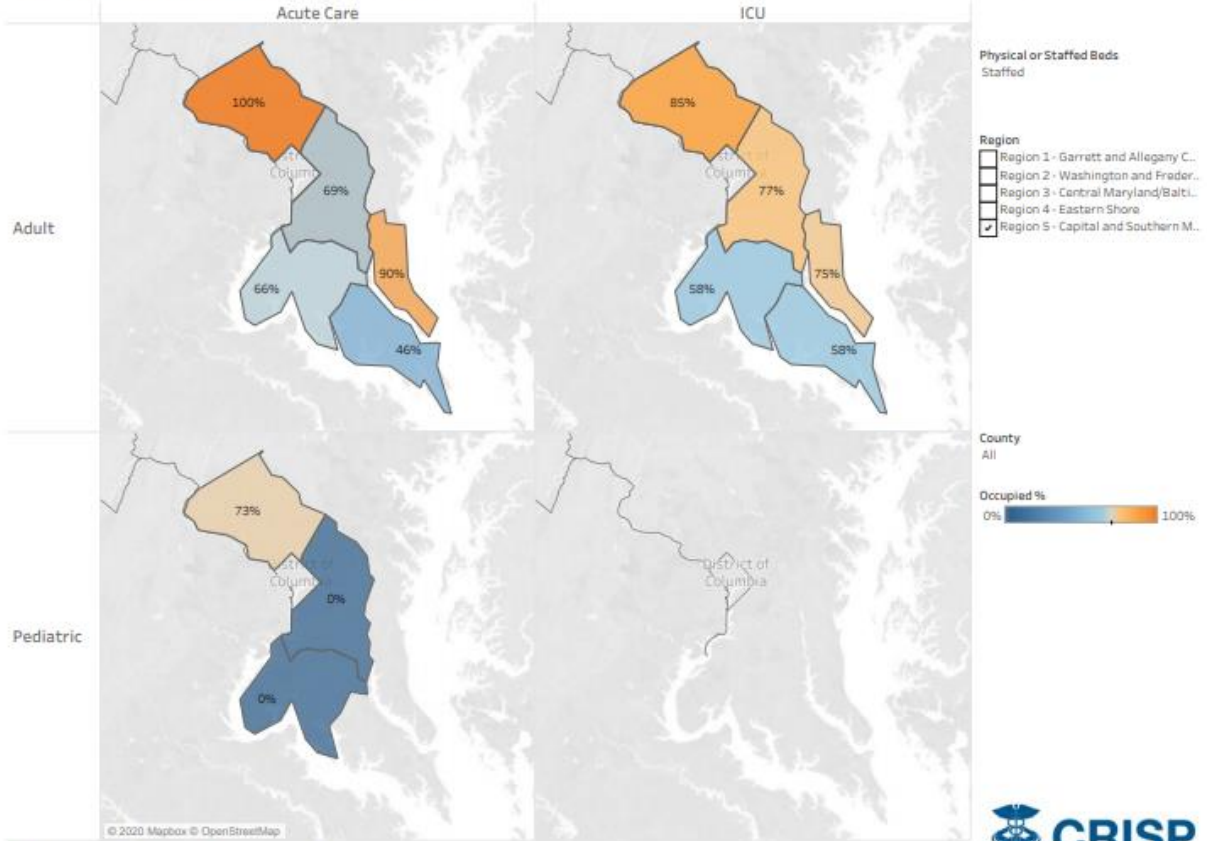 Acute Care
ICU
Adult
Pediatric
100%
69%
66%
90%
46%
85%
77%
58%
75%
58%
73%
0%
0%
District of
Columbia
© 2020 Mapbox © OpenStreetMap
Physical or Staffed Beds
Staffed
Region
Region 1 - Garrett and Allegany C..
Region 2 - Washington and Freder..
Region 3 - Central Maryland/Balti..
Region 4 - Eastern Shore
Region 5 - Capital and Southern M..
County
All
Occupied %
0%
100%
CRISP